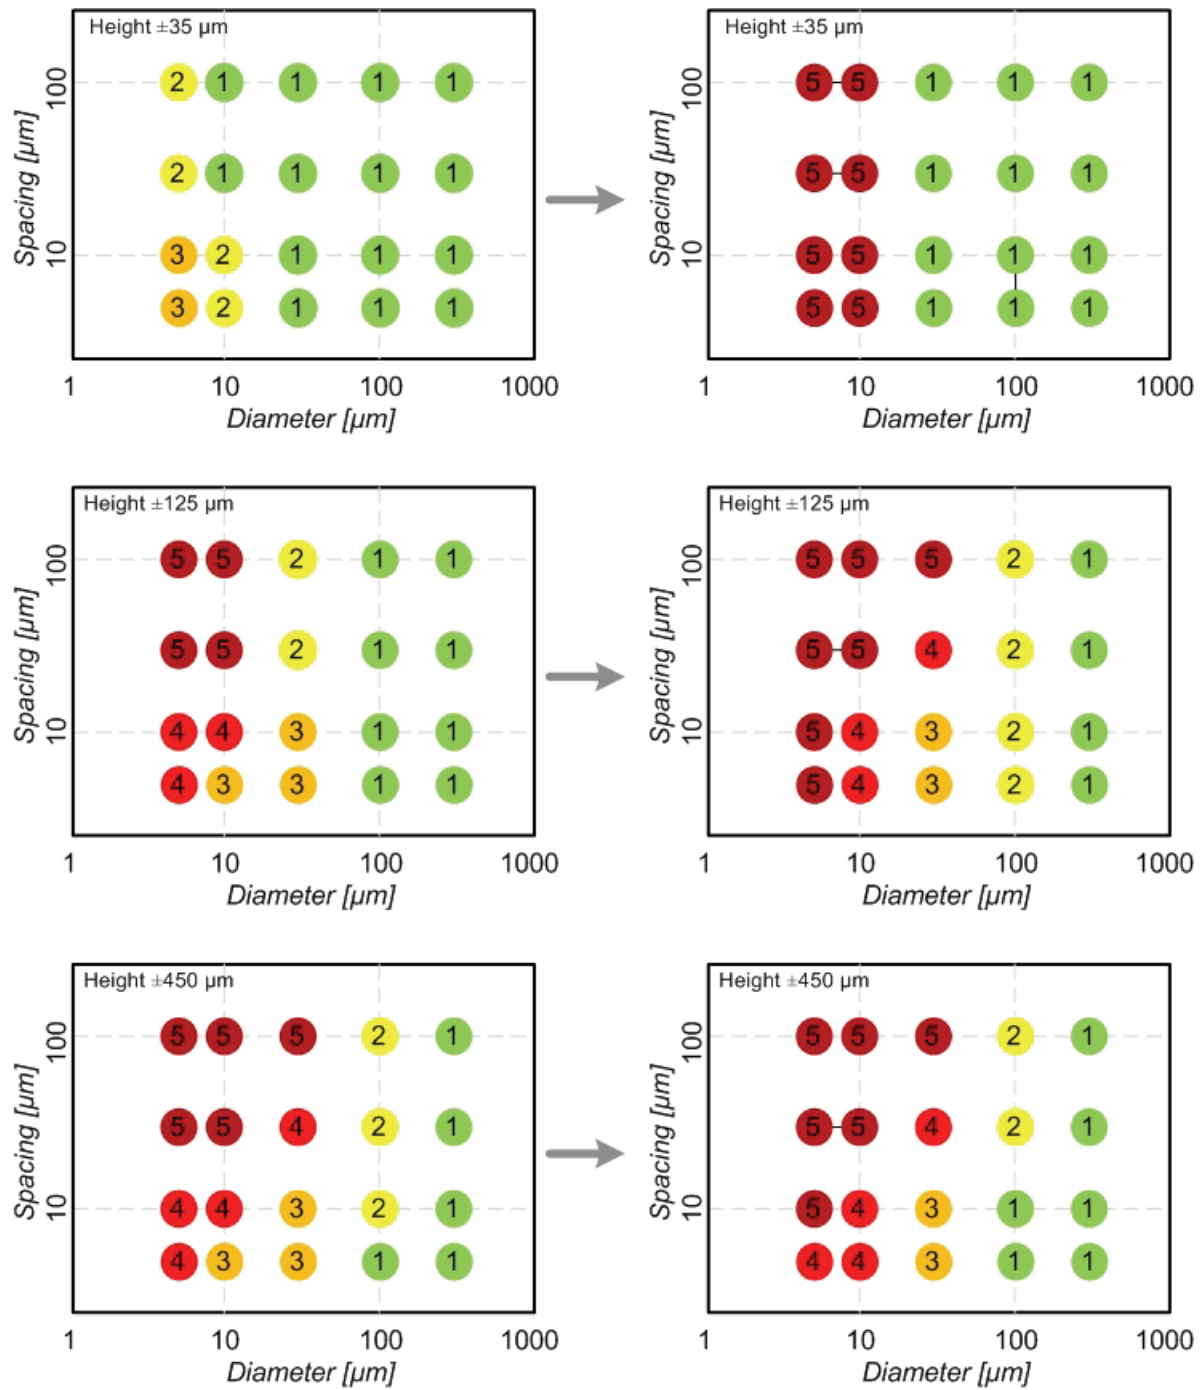 Height ±35 µm
Spacing [µm]
100
2 1 1 1 1
2 1 1 1 1
10
3 2 1 1 1
3 2 1 1 1
1 10 100 1000
Diameter [µm]
Height ±35 µm
Spacing [µm]
100
5 5 1 1 1
5 5 1 1 1
10
5 5 1 1 1
5 5 1 1 1
1 10 100 1000
Diameter [µm]
Height ±125 µm
Spacing [µm]
100
5 5 2 1 1
5 5 2 1 1
10
4 4 3 1 1
4 3 3 1 1
1 10 100 1000
Diameter [µm]
Height ±125 µm
Spacing [µm]
100
5 5 5 2 1
5 5 4 2 1
10
5 4 3 2 1
5 4 3 2 1
1 10 100 1000
Diameter [µm]
Height ±450 µm
Spacing [µm]
100
5 5 5 2 1
5 5 4 2 1
10
4 4 3 2 1
4 3 3 1 1
1 10 100 1000
Diameter [µm]
Height ±450 µm
Spacing [µm]
100
5 5 5 2 1
5 5 4 2 1
10
5 4 3 1 1
4 4 3 1 1
1 10 100 1000
Diameter [µm]